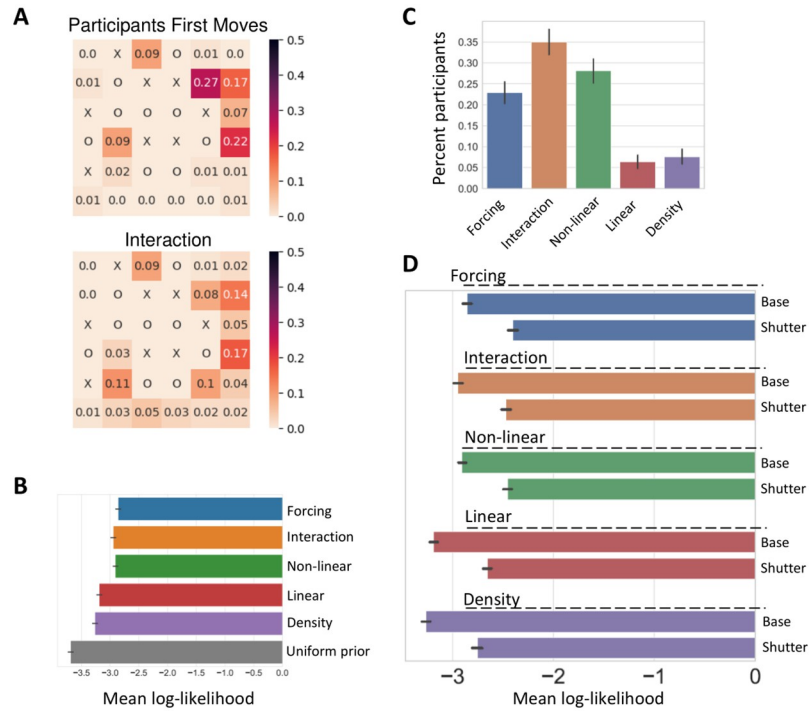 A
Participants First Moves
0.0 X 0.09 O 0.01 0.0
0.01 O X X 0.27 0.17
X O O O X 0.07
O 0.09 X X O 0.22
X 0.02 O O 0.01 0.01
0.01 0.0 0.0 0.0 0.0 0.01
0.5
0.4
0.3
0.2
0.1
0.0
Interaction
0.0 X 0.09 O 0.01 0.02
0.0 O X X 0.08 0.14
X O O O X 0.05
O 0.03 X X O 0.17
X 0.11 O O 0.1 0.04
0.01 0.03 0.05 0.03 0.02 0.02
0.5
0.4
0.3
0.2
0.1
0.0
B
Forcing
Interaction
Non-linear
Linear
Density
Uniform prior
−3.5 −3.0 −2.5 −2.0 −1.5 −1.0 −0.5 0.0
Mean log-likelihood
C
Percent participants
0.35
0.30
0.25
0.20
0.15
0.10
0.05
0.00
Forcing
Interaction
Non-linear
Linear
Density
D
Forcing
Base
Shutter
Interaction
Base
Shutter
Non-linear
Base
Shutter
Linear
Base
Shutter
Density
Base
Shutter
−3 −2 −1 0
Mean log-likelihood